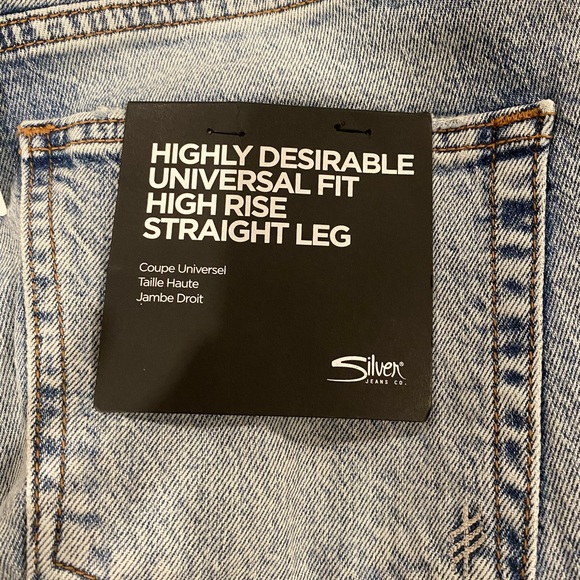 HIGHLY DESIRABLE
UNIVERSAL FIT
HIGH RISE
STRAIGHT LEG
Coupe Universel
Taille Haute
Jambe Droit
Silver®
JEANS CO.